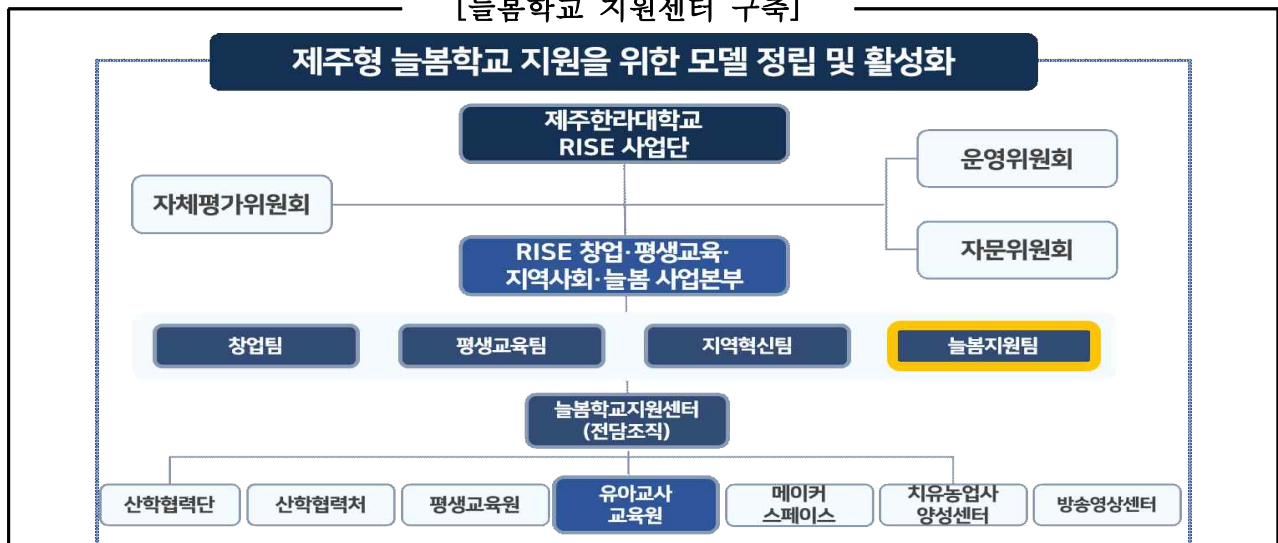 [늘봄학교 지원센터 구축]
제주형 늘봄학교 지원을 위한 모델 정립 및 활성화
제주한라대학교
RISE 사업단
운영위원회
자체평가위원회
자문위원회
RISE 창업·평생교육·
지역사회·늘봄 사업본부
창업팀
평생교육팀
지역혁신팀
늘봄지원팀
늘봄학교지원센터
(전담조직)
산학협력단
산학협력처
평생교육원
유아교사
교육원
메이커
스페이스
치유농업사
양성센터
방송영상센터